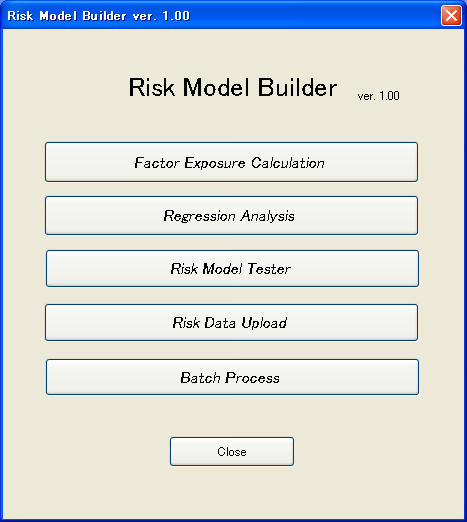 Risk Model Builder ver. 1.00
Risk Model Builder ver. 1.00
Factor Exposure Calculation
Regression Analysis
Risk Model Tester
Risk Data Upload
Batch Process
Close